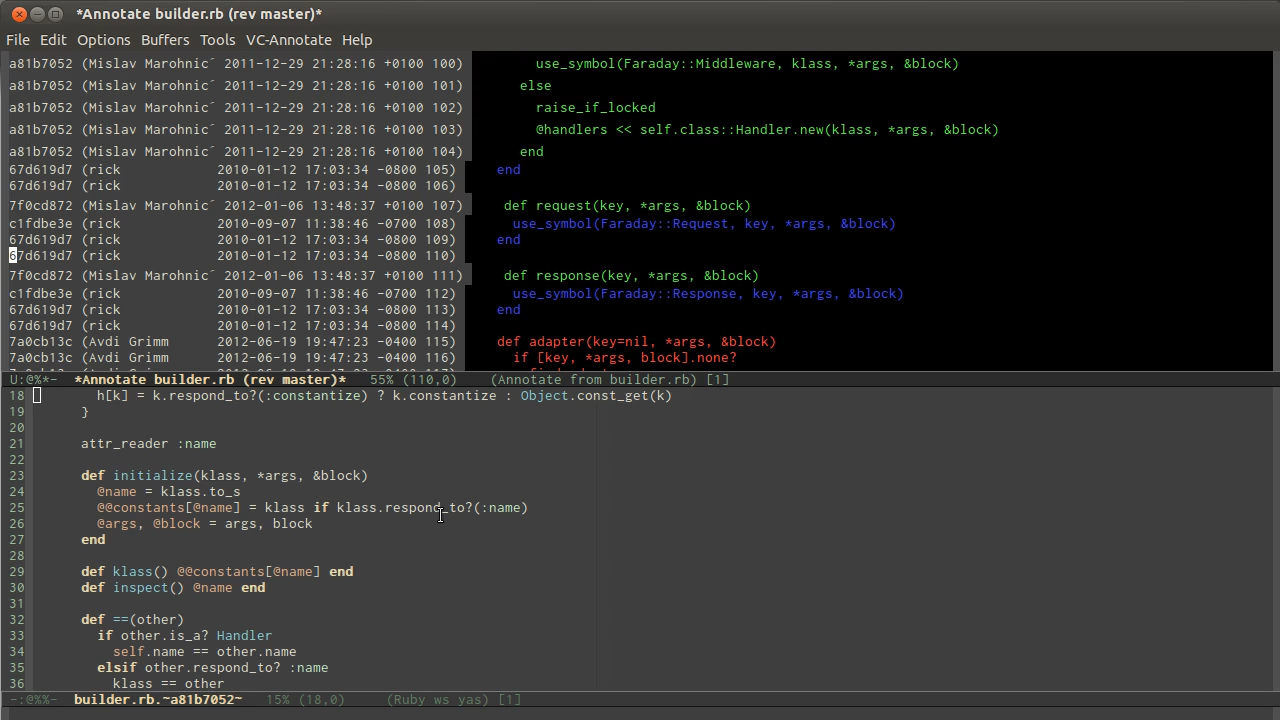 *Annotate builder.rb (rev master)*
File Edit Options Buffers Tools VC-Annotate Help
a81b7052 (Mislav Marohnic´ 2011-12-29 21:28:16 +0100 100)         use_symbol(Faraday::Middleware, klass, *args, &block)
a81b7052 (Mislav Marohnic´ 2011-12-29 21:28:16 +0100 101)       else
a81b7052 (Mislav Marohnic´ 2011-12-29 21:28:16 +0100 102)         raise_if_locked
a81b7052 (Mislav Marohnic´ 2011-12-29 21:28:16 +0100 103)         @handlers << self.class::Handler.new(klass, *args, &block)
a81b7052 (Mislav Marohnic´ 2011-12-29 21:28:16 +0100 104)       end
67d619d7 (rick            2010-01-12 17:03:34 -0800 105)     end
67d619d7 (rick            2010-01-12 17:03:34 -0800 106)
7f0cd872 (Mislav Marohnic´ 2012-01-06 13:48:37 +0100 107)     def request(key, *args, &block)
c1fdbe3e (rick            2010-09-07 11:38:46 -0700 108)       use_symbol(Faraday::Request, key, *args, &block)
67d619d7 (rick            2010-01-12 17:03:34 -0800 109)     end
67d619d7 (rick            2010-01-12 17:03:34 -0800 110)
7f0cd872 (Mislav Marohnic´ 2012-01-06 13:48:37 +0100 111)     def response(key, *args, &block)
c1fdbe3e (rick            2010-09-07 11:38:46 -0700 112)       use_symbol(Faraday::Response, key, *args, &block)
67d619d7 (rick            2010-01-12 17:03:34 -0800 113)     end
67d619d7 (rick            2010-01-12 17:03:34 -0800 114)
7a0cb13c (Avdi Grimm      2012-06-19 19:47:23 -0400 115)     def adapter(key=nil, *args, &block)
7a0cb13c (Avdi Grimm      2012-06-19 19:47:23 -0400 116)       if [key, *args, block].none?
U:@%*-  *Annotate builder.rb (rev master)*   55% (110,0)    (Annotate from builder.rb) [1]
18         h[k] = k.respond_to?(:constantize) ? k.constantize : Object.const_get(k)
19       }
20
21       attr_reader :name
22
23       def initialize(klass, *args, &block)
24         @name = klass.to_s
25         @@constants[@name] = klass if klass.respond_to?(:name)
26         @args, @block = args, block
27       end
28
29       def klass() @@constants[@name] end
30       def inspect() @name end
31
32       def ==(other)
33         if other.is_a? Handler
34           self.name == other.name
35         elsif other.respond_to? :name
36           klass == other
-:@%%-  builder.rb.~a81b7052~   15% (18,0)     (Ruby ws yas) [1]